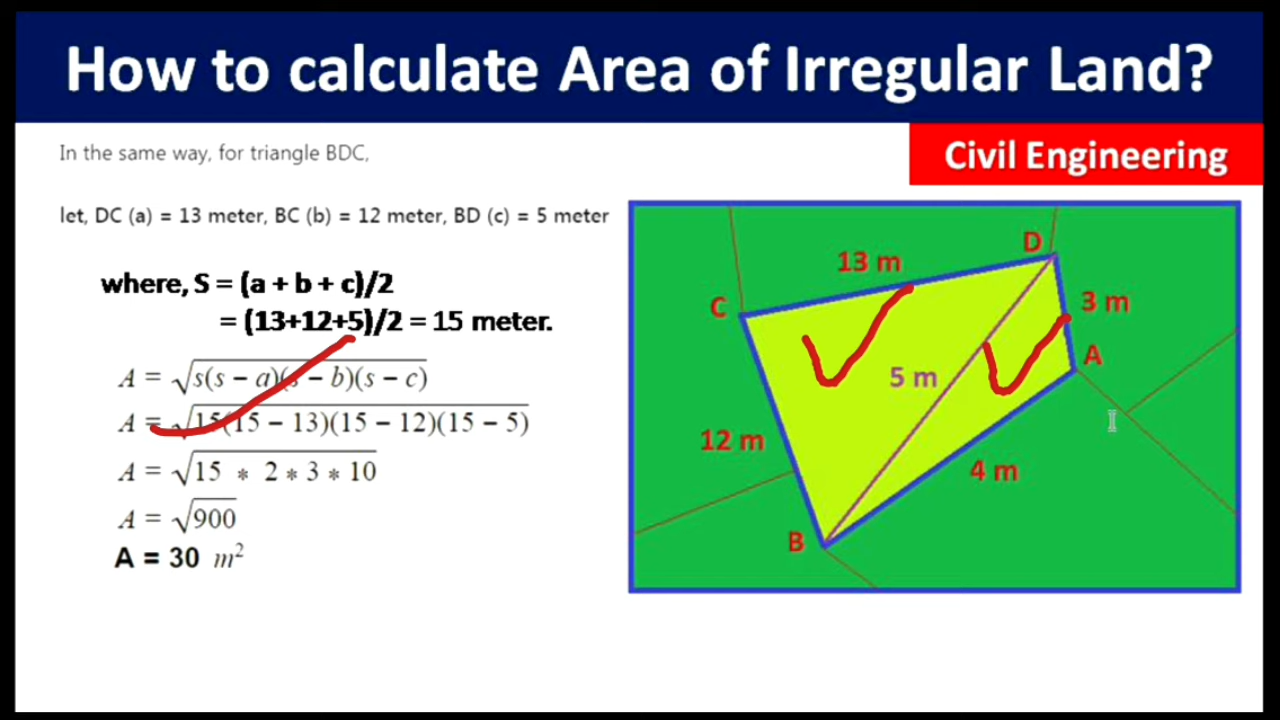 How to calculate Area of Irregular Land?
Civil Engineering
In the same way, for triangle BDC,
let, DC (a) = 13 meter, BC (b) = 12 meter, BD (c) = 5 meter
where, S = (a + b + c)/2
= (13+12+5)/2 = 15 meter.
A = √s(s − a)(s − b)(s − c)
A = √15(15 − 13)(15 − 12)(15 − 5)
A = √15 * 2 * 3 * 10
A = √900
A = 30 m²
D
13 m
C
3 m
A
5 m
12 m
4 m
B